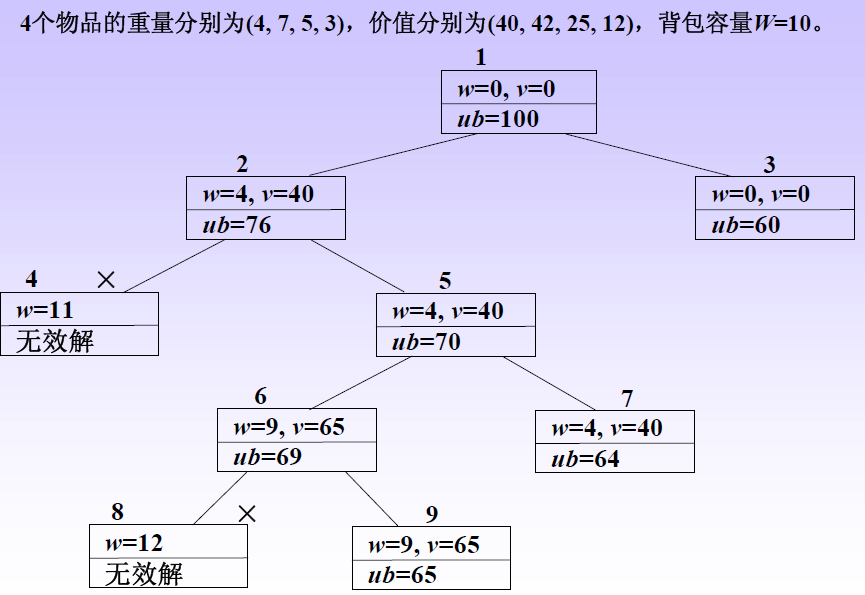 4个物品的重量分别为(4, 7, 5, 3)，价值分别为(40, 42, 25, 12)，背包容量W=10。
1
w=0, v=0
ub=100
2
w=4, v=40
ub=76
3
w=0, v=0
ub=60
4 ×
w=11
无效解
5
w=4, v=40
ub=70
6
w=9, v=65
ub=69
7
w=4, v=40
ub=64
8 ×
w=12
无效解
9
w=9, v=65
ub=65